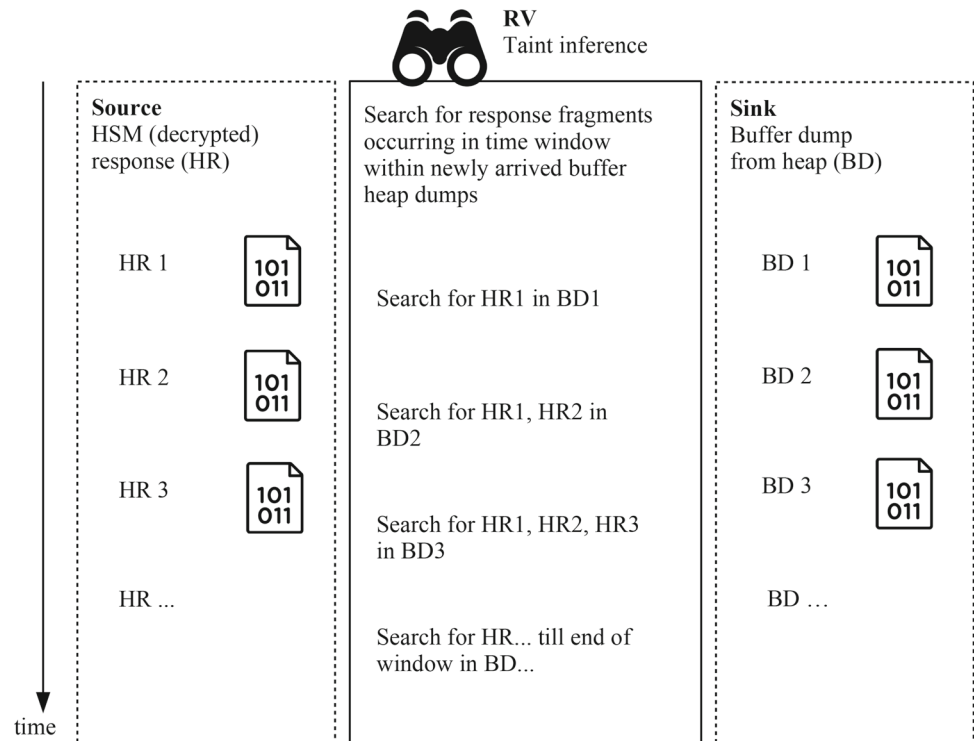 RV
Taint inference
Source
HSM (decrypted)
response (HR)
HR 1
101
011
HR 2
101
011
HR 3
101
011
HR ...
Search for response fragments
occurring in time window
within newly arrived buffer
heap dumps
Search for HR1 in BD1
Search for HR1, HR2 in
BD2
Search for HR1, HR2, HR3
in BD3
Search for HR... till end of
window in BD...
Sink
Buffer dump
from heap (BD)
BD 1
101
011
BD 2
101
011
BD 3
101
011
BD …
time